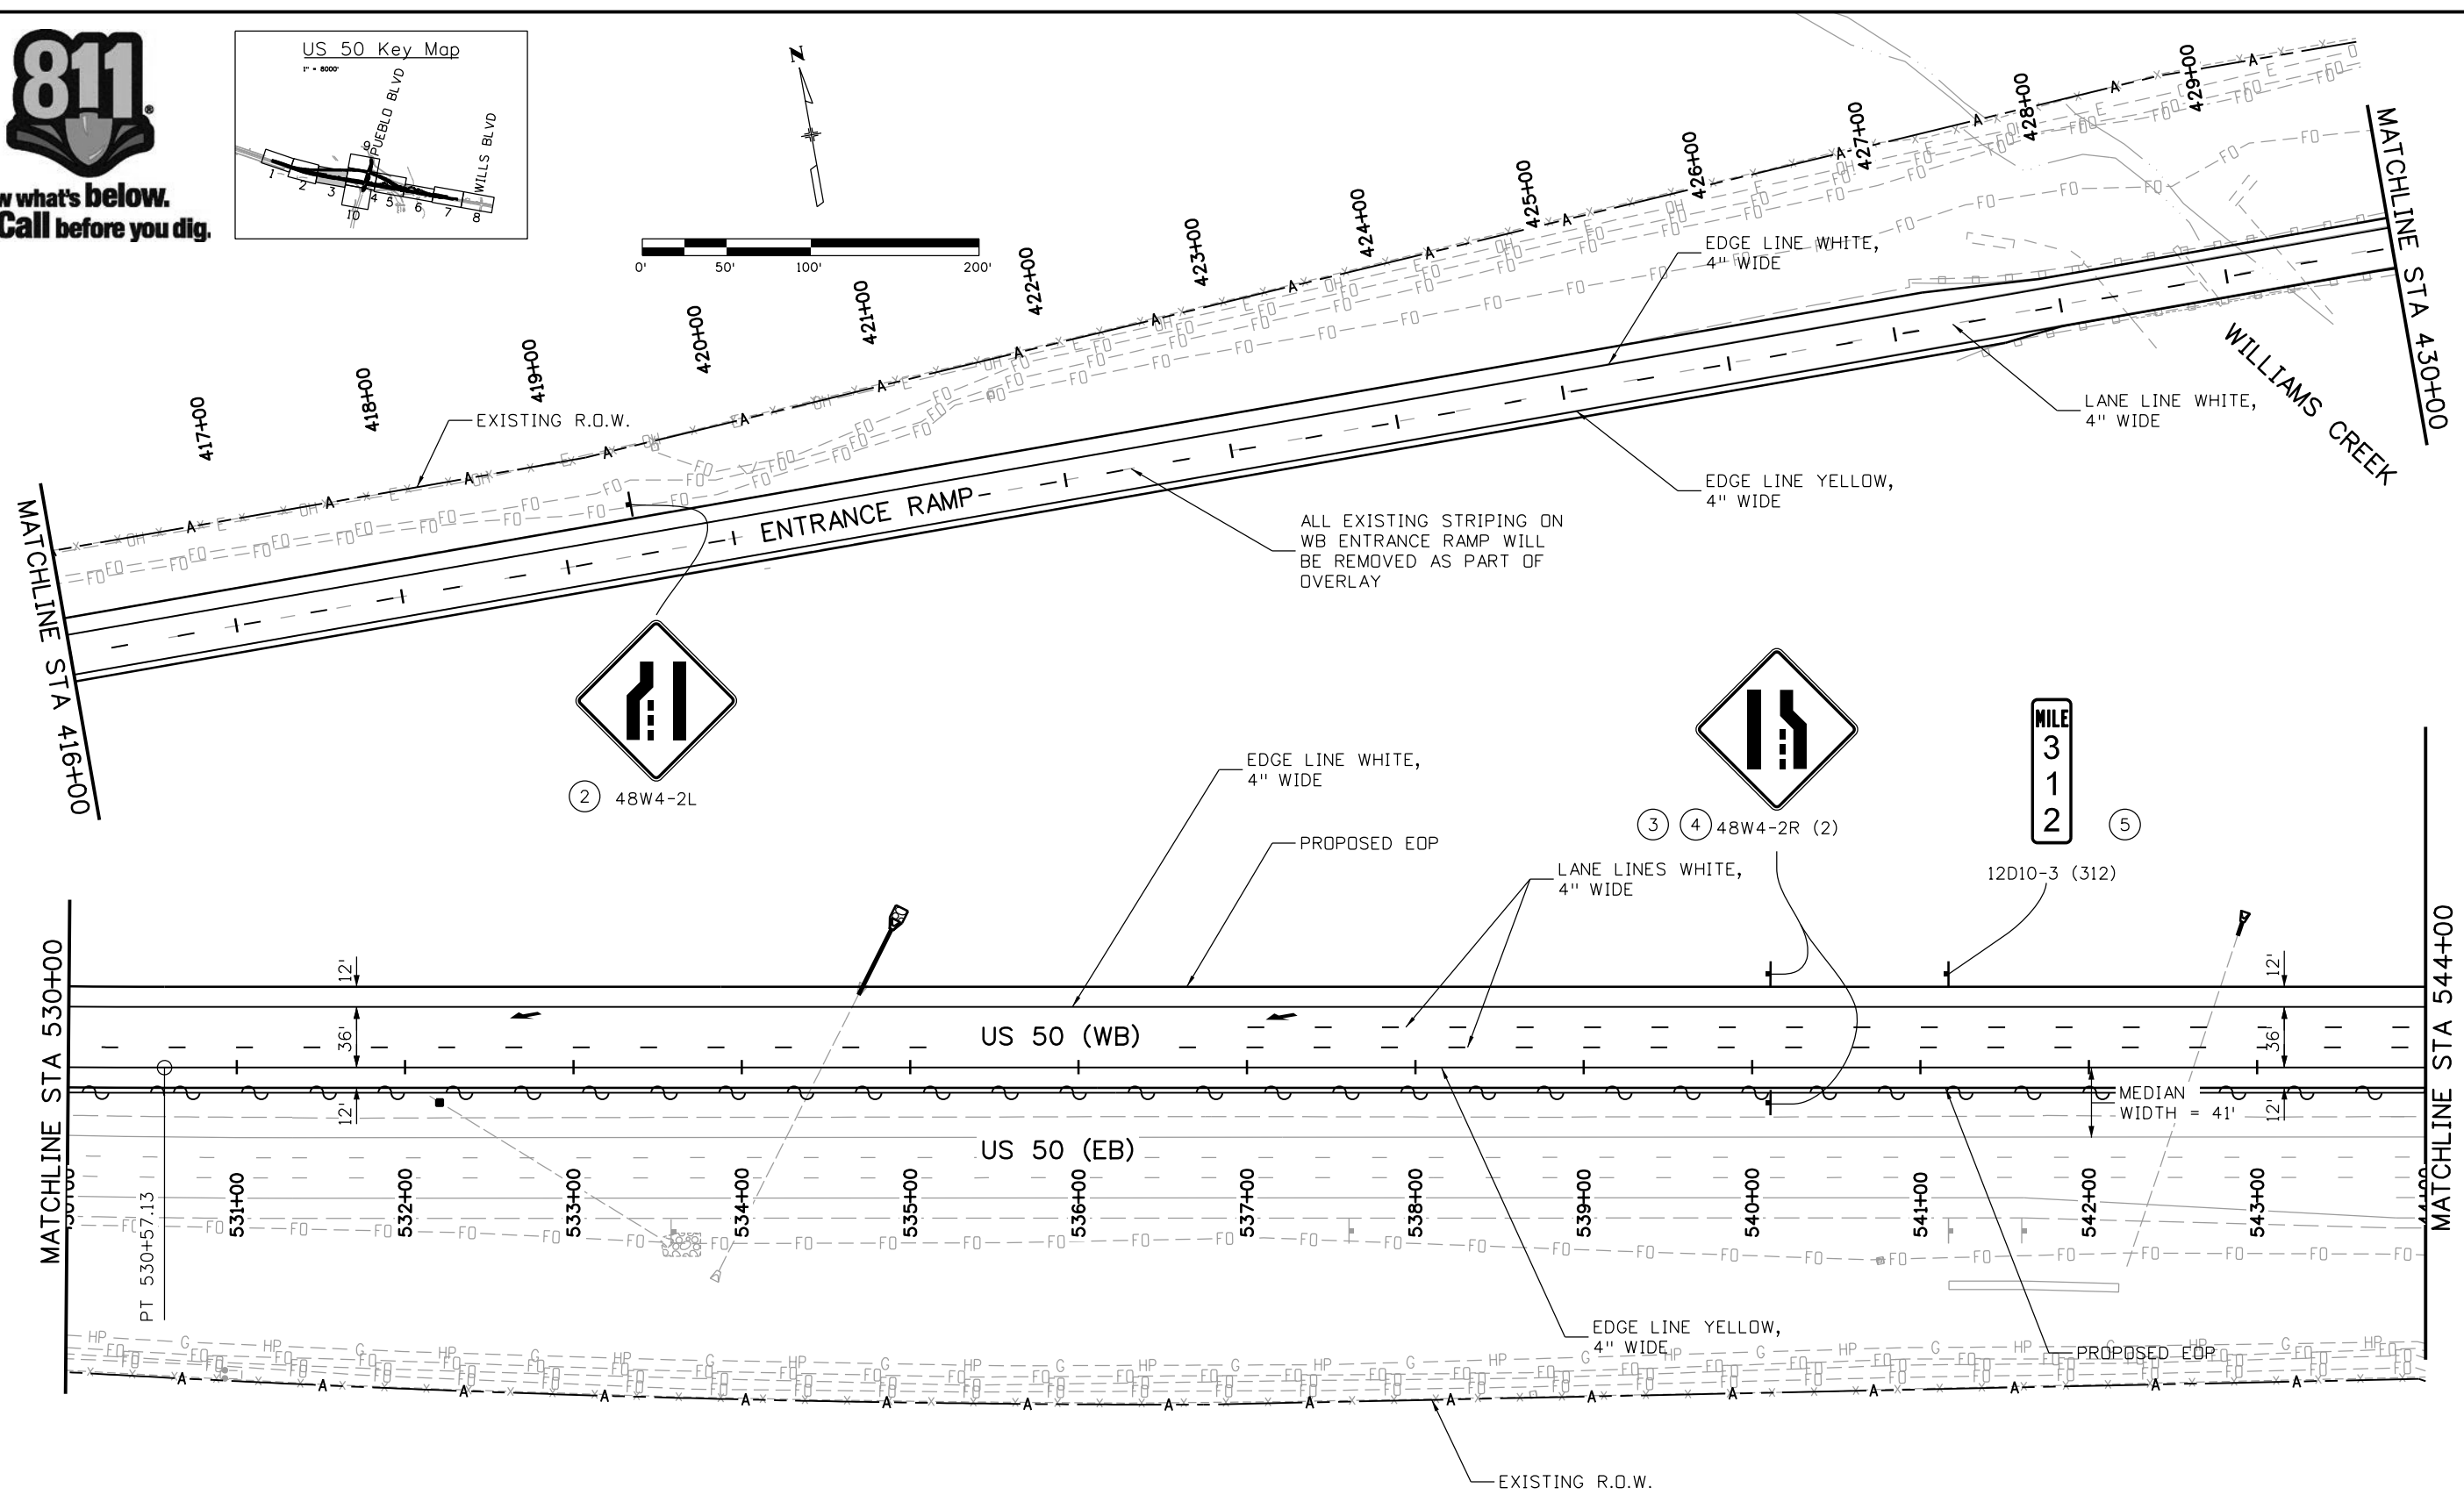 811
®
w what's below.
Call before you dig.
US 50 Key Map
1" = 8000'
PUEBLO BLVD
WILLS BLVD
1
2
3
4
5
6
7
8
9
10
N
0'
50'
100'
200'
417+00
418+00
419+00
420+00
421+00
422+00
423+00
424+00
425+00
426+00
427+00
428+00
429+00
MATCHLINE STA 416+00
MATCHLINE STA 430+00
EXISTING R.O.W.
ENTRANCE RAMP
EDGE LINE WHITE,
4" WIDE
LANE LINE WHITE,
4" WIDE
EDGE LINE YELLOW,
4" WIDE
WILLIAMS CREEK
ALL EXISTING STRIPING ON
WB ENTRANCE RAMP WILL
BE REMOVED AS PART OF
OVERLAY
2 48W4-2L
3 4 48W4-2R (2)
MILE
3
1
2
5
12D10-3 (312)
EDGE LINE WHITE,
4" WIDE
PROPOSED EOP
LANE LINES WHITE,
4" WIDE
MATCHLINE STA 530+00
MATCHLINE STA 544+00
12'
36'
12'
US 50 (WB)
US 50 (EB)
12'
36'
12'
MEDIAN
WIDTH = 41'
PT 530+57.13
531+00
532+00
533+00
534+00
535+00
536+00
537+00
538+00
539+00
540+00
541+00
542+00
543+00
EDGE LINE YELLOW,
4" WIDE
PROPOSED EOP
EXISTING R.O.W.